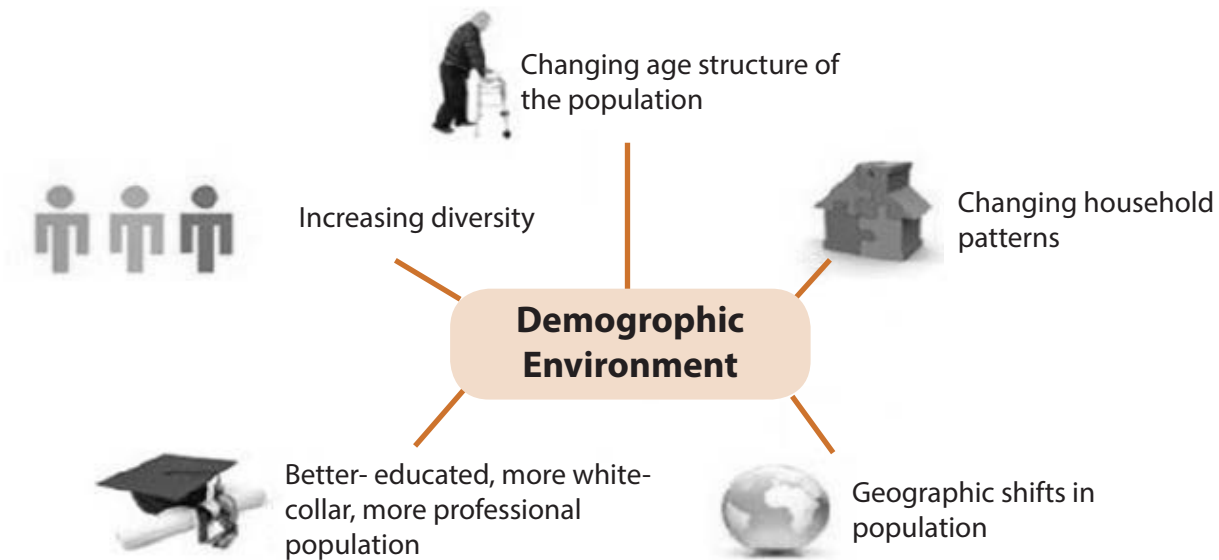 Changing age structure of
the population
Increasing diversity
Changing household
patterns
Demogrophic
Environment
Better- educated, more white-
collar, more professional
population
Geographic shifts in
population